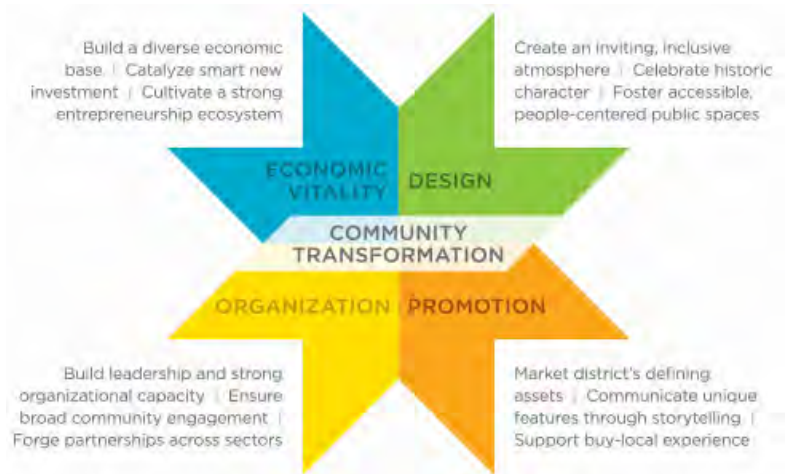 Build a diverse economic
base | Catalyze smart new
investment | Cultivate a strong
entrepreneurship ecosystem
Create an inviting, inclusive
atmosphere | Celebrate historic
character | Foster accessible,
people-centered public spaces
ECONOMIC
VITALITY
DESIGN
COMMUNITY
TRANSFORMATION
ORGANIZATION
PROMOTION
Build leadership and strong
organizational capacity | Ensure
broad community engagement |
Forge partnerships across sectors
Market district's defining
assets | Communicate unique
features through storytelling |
Support buy-local experience